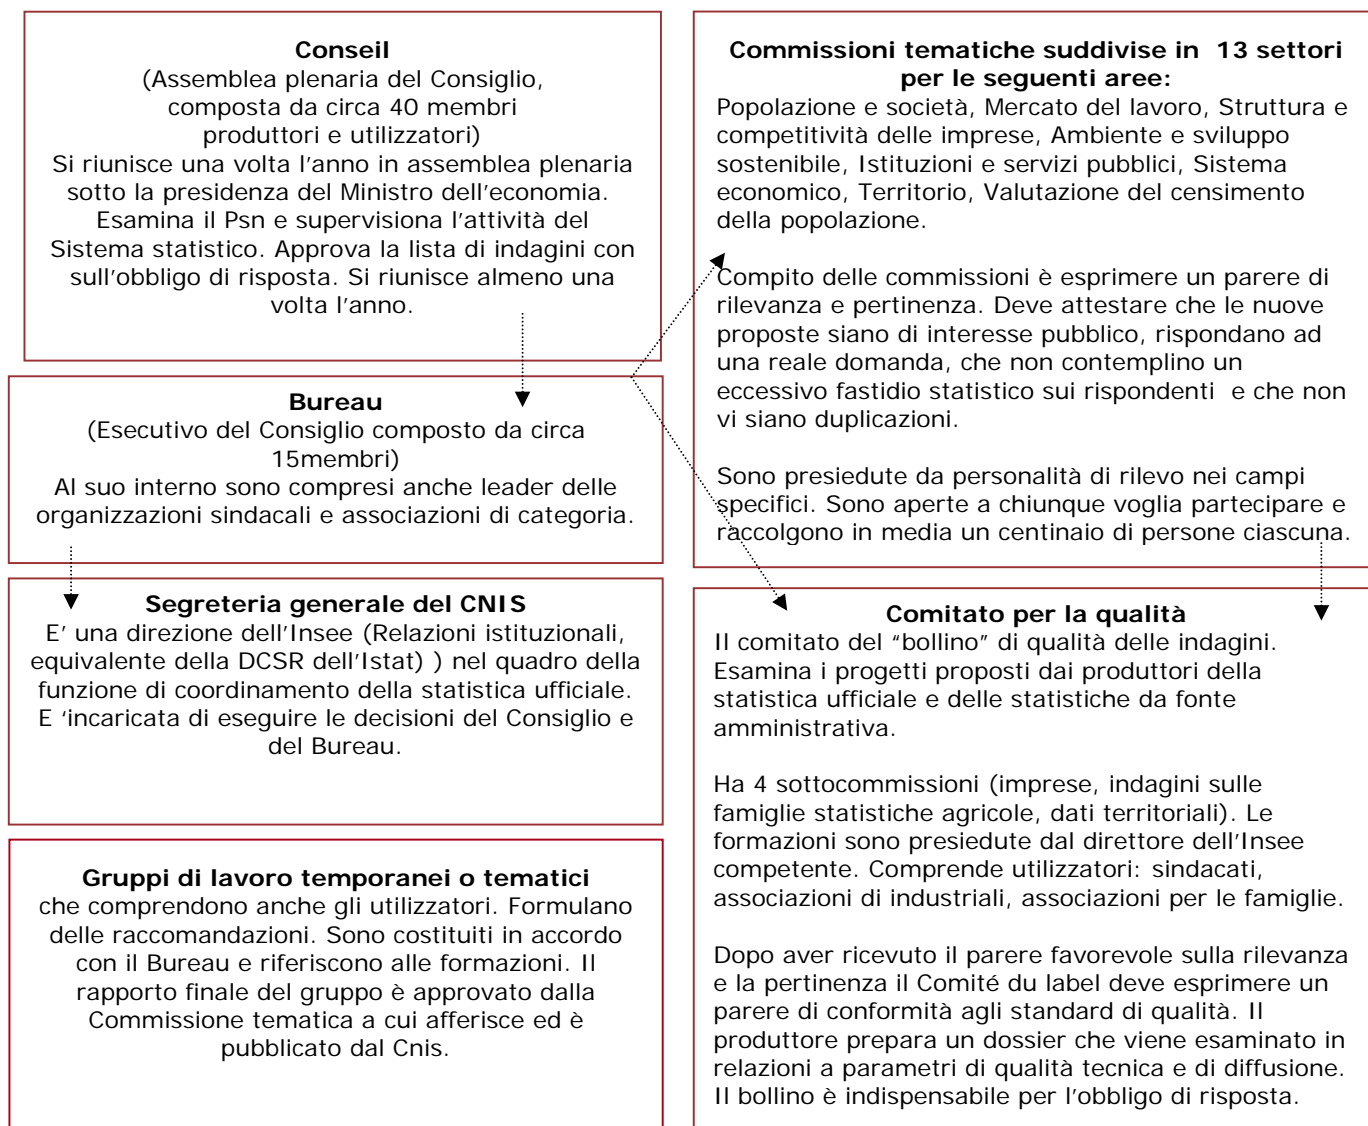 Conseil
(Assemblea plenaria del Consiglio,
composta da circa 40 membri
produttori e utilizzatori)
Si riunisce una volta l'anno in assemblea plenaria
sotto la presidenza del Ministro dell'economia.
Esamina il Psn e supervisiona l'attività del
Sistema statistico. Approva la lista di indagini con
sull'obbligo di risposta. Si riunisce almeno una
volta l'anno.
Bureau
(Esecutivo del Consiglio composto da circa
15membri)
Al suo interno sono compresi anche leader delle
organizzazioni sindacali e associazioni di categoria.
Segreteria generale del CNIS
E' una direzione dell'Insee (Relazioni istituzionali,
equivalente della DCSR dell'Istat) ) nel quadro della
funzione di coordinamento della statistica ufficiale.
E 'incaricata di eseguire le decisioni del Consiglio e
del Bureau.
Gruppi di lavoro temporanei o tematici
che comprendono anche gli utilizzatori. Formulano
delle raccomandazioni. Sono costituiti in accordo
con il Bureau e riferiscono alle formazioni. Il
rapporto finale del gruppo è approvato dalla
Commissione tematica a cui afferisce ed è
pubblicato dal Cnis.
Commissioni tematiche suddivise in 13 settori
per le seguenti aree:
Popolazione e società, Mercato del lavoro, Struttura e
competitività delle imprese, Ambiente e sviluppo
sostenibile, Istituzioni e servizi pubblici, Sistema
economico, Territorio, Valutazione del censimento
della popolazione.
Compito delle commissioni è esprimere un parere di
rilevanza e pertinenza. Deve attestare che le nuove
proposte siano di interesse pubblico, rispondano ad
una reale domanda, che non contemplino un
eccessivo fastidio statistico sui rispondenti e che non
vi siano duplicazioni.
Sono presiedute da personalità di rilievo nei campi
specifici. Sono aperte a chiunque voglia partecipare e
raccolgono in media un centinaio di persone ciascuna.
Comitato per la qualità
Il comitato del "bollino" di qualità delle indagini.
Esamina i progetti proposti dai produttori della
statistica ufficiale e delle statistiche da fonte
amministrativa.
Ha 4 sottocommissioni (imprese, indagini sulle
famiglie statistiche agricole, dati territoriali). Le
formazioni sono presiedute dal direttore dell'Insee
competente. Comprende utilizzatori: sindacati,
associazioni di industriali, associazioni per le famiglie.
Dopo aver ricevuto il parere favorevole sulla rilevanza
e la pertinenza il Comité du label deve esprimere un
parere di conformità agli standard di qualità. Il
produttore prepara un dossier che viene esaminato in
relazioni a parametri di qualità tecnica e di diffusione.
Il bollino è indispensabile per l'obbligo di risposta.